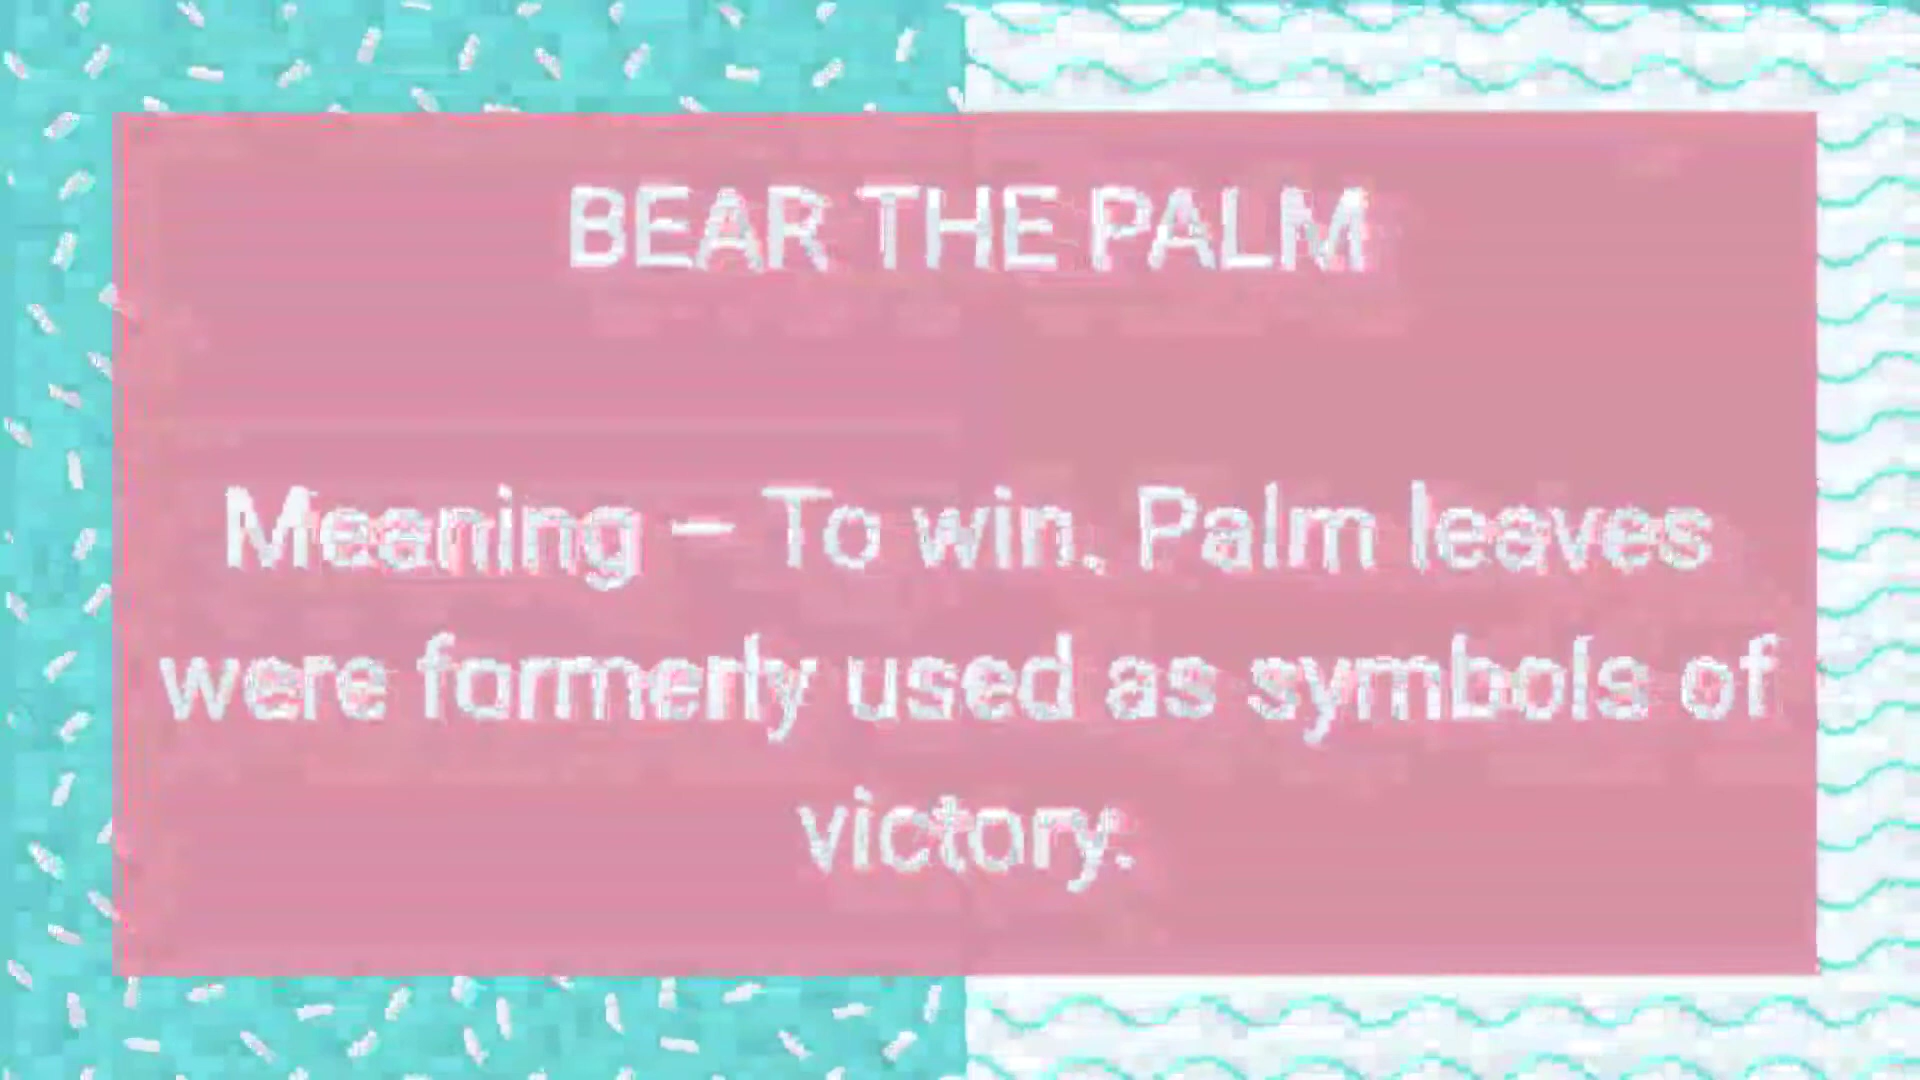 BEAR THE PALM
Meaning – To win. Palm leaves
were formerly used as symbols of
victory.